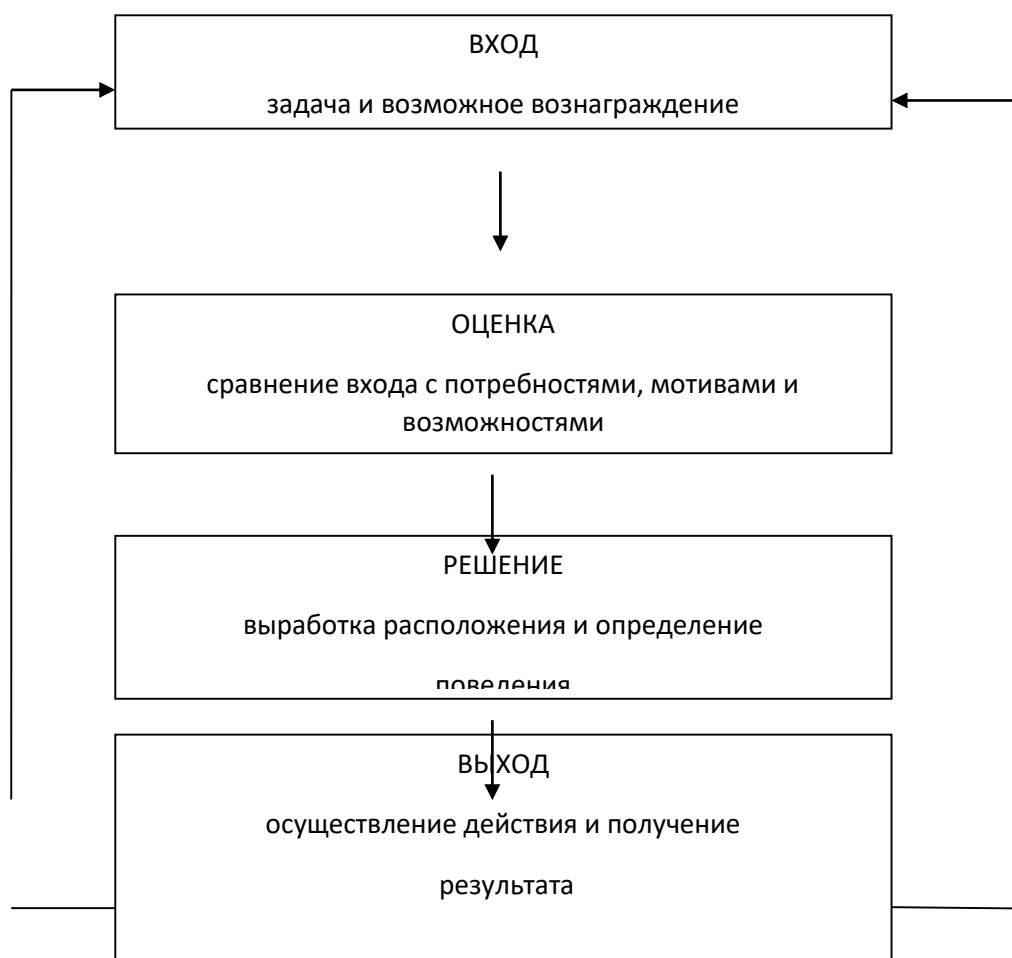 ВХОД
задача и возможное вознаграждение
ОЦЕНКА
сравнение входа с потребностями, мотивами и
возможностями
РЕШЕНИЕ
выработка расположения и определение
поведения
ВЫХОД
осуществление действия и получение
результата